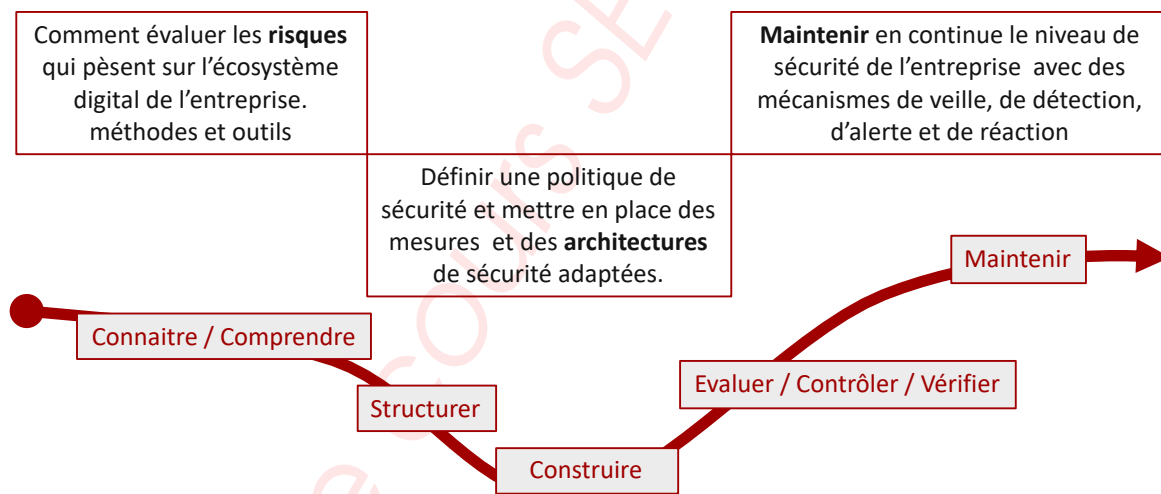 Comment évaluer les risques
qui pèsent sur l'écosystème
digital de l'entreprise.
méthodes et outils
Définir une politique de
sécurité et mettre en place des
mesures et des architectures
de sécurité adaptées.
Maintenir en continue le niveau de
sécurité de l'entreprise avec des
mécanismes de veille, de détection,
d'alerte et de réaction
Connaitre / Comprendre
Structurer
Construire
Evaluer / Contrôler / Vérifier
Maintenir
cours SE